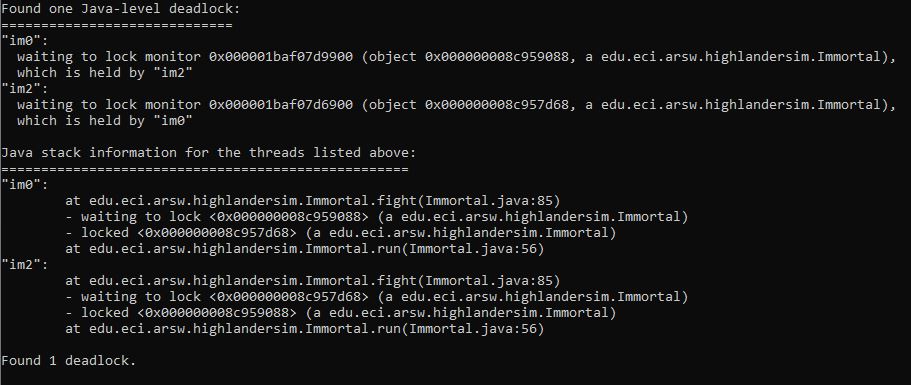 Found one Java-level deadlock:
=============================
"im0":
  waiting to lock monitor 0x000001baf07d9900 (object 0x000000008c959088, a edu.eci.arsw.highlandersim.Immortal),
  which is held by "im2"
"im2":
  waiting to lock monitor 0x000001baf07d6900 (object 0x000000008c957d68, a edu.eci.arsw.highlandersim.Immortal),
  which is held by "im0"

Java stack information for the threads listed above:
===================================================
"im0":
        at edu.eci.arsw.highlandersim.Immortal.fight(Immortal.java:85)
        - waiting to lock <0x000000008c959088> (a edu.eci.arsw.highlandersim.Immortal)
        - locked <0x000000008c957d68> (a edu.eci.arsw.highlandersim.Immortal)
        at edu.eci.arsw.highlandersim.Immortal.run(Immortal.java:56)
"im2":
        at edu.eci.arsw.highlandersim.Immortal.fight(Immortal.java:85)
        - waiting to lock <0x000000008c957d68> (a edu.eci.arsw.highlandersim.Immortal)
        - locked <0x000000008c959088> (a edu.eci.arsw.highlandersim.Immortal)
        at edu.eci.arsw.highlandersim.Immortal.run(Immortal.java:56)

Found 1 deadlock.